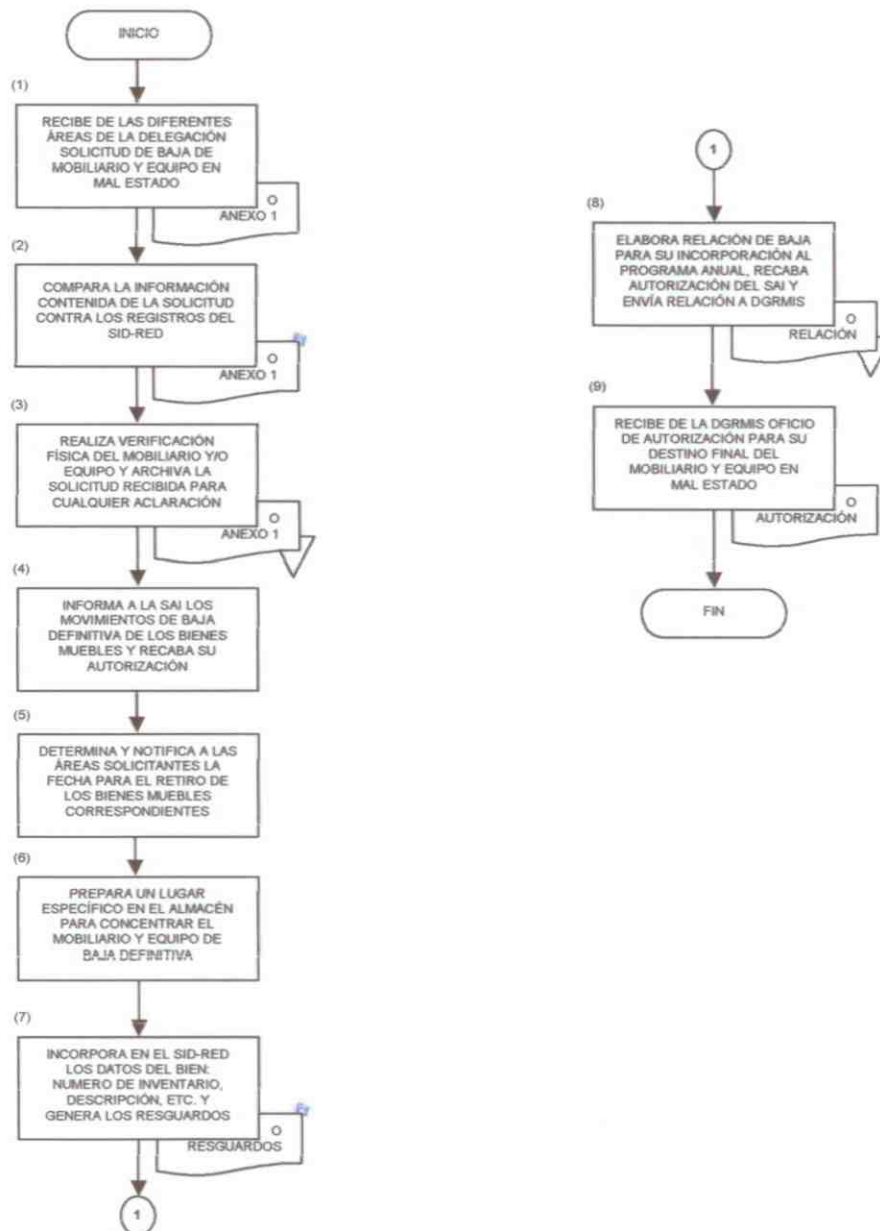 INICIO
(1)
RECIBE DE LAS DIFERENTES
ÁREAS DE LA DELEGACIÓN
SOLICITUD DE BAJA DE
MOBILIARIO Y EQUIPO EN
MAL ESTADO
O
ANEXO 1
(2)
COMPARA LA INFORMACIÓN
CONTENIDA DE LA SOLICITUD
CONTRA LOS REGISTROS DEL
SID-RED
O
ANEXO 1
(3)
REALIZA VERIFICACIÓN
FÍSICA DEL MOBILIARIO Y/O
EQUIPO Y ARCHIVA LA
SOLICITUD RECIBIDA PARA
CUALQUIER ACLARACIÓN
O
ANEXO 1
(4)
INFORMA A LA SAI LOS
MOVIMIENTOS DE BAJA
DEFINITIVA DE LOS BIENES
MUEBLES Y RECABA SU
AUTORIZACIÓN
(5)
DETERMINA Y NOTIFICA A LAS
ÁREAS SOLICITANTES LA
FECHA PARA EL RETIRO DE
LOS BIENES MUEBLES
CORRESPONDIENTES
(6)
PREPARA UN LUGAR
ESPECÍFICO EN EL ALMACÉN
PARA CONCENTRAR EL
MOBILIARIO Y EQUIPO DE
BAJA DEFINITIVA
(7)
INCORPORA EN EL SID-RED
LOS DATOS DEL BIEN:
NUMERO DE INVENTARIO,
DESCRIPCIÓN, ETC. Y
GENERA LOS RESGUARDOS
O
RESGUARDOS
1
1
(8)
ELABORA RELACIÓN DE BAJA
PARA SU INCORPORACIÓN AL
PROGRAMA ANUAL, RECABA
AUTORIZACIÓN DEL SAI Y
ENVÍA RELACIÓN A DGRMIS
O
RELACIÓN
(9)
RECIBE DE LA DGRMIS OFICIO
DE AUTORIZACIÓN PARA SU
DESTINO FINAL DEL
MOBILIARIO Y EQUIPO EN
MAL ESTADO
O
AUTORIZACIÓN
FIN